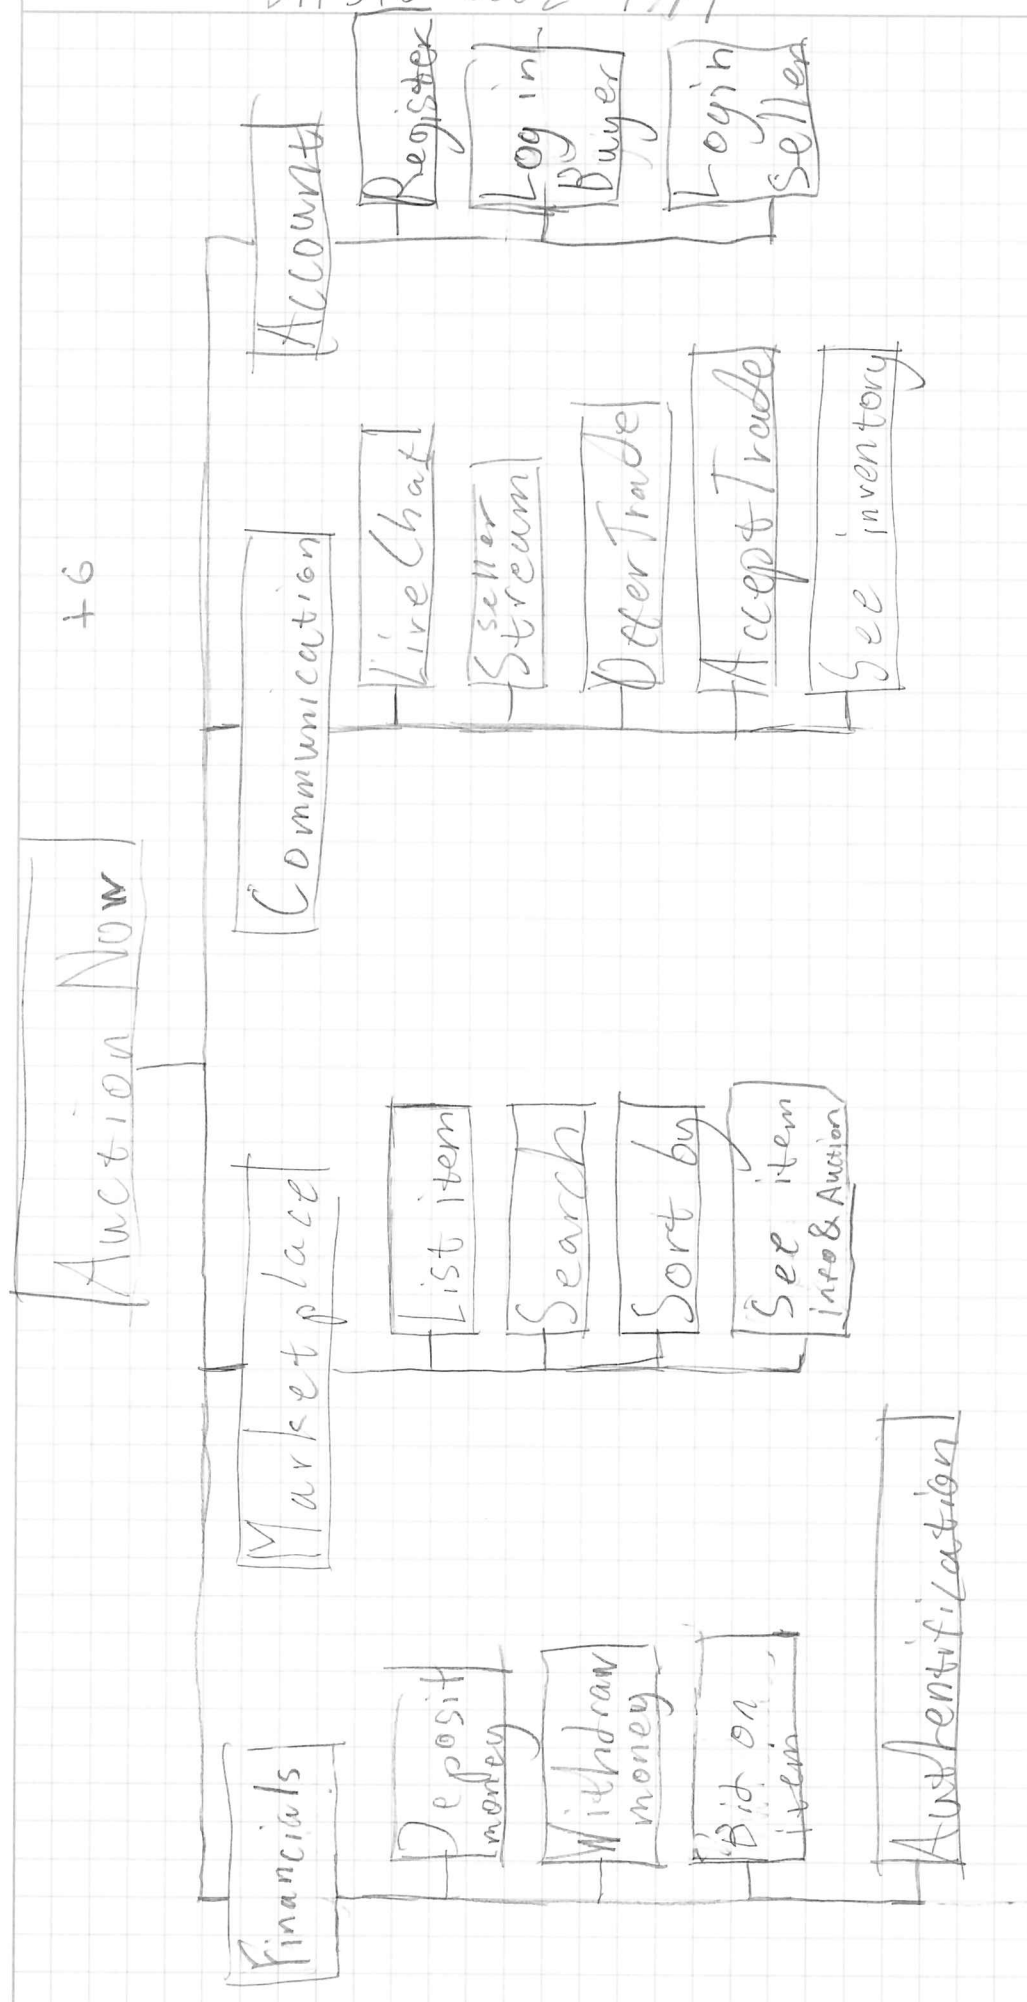 Auction Now
+6
Financials
Deposit
money
Withdraw
money
Bid on
item
Authentification
Marketplace
List item
Search
Sort by
See item
info & Auction
Communication
Live Chat
Seller
Stream
Offer Trade
Accept Trade
See inventory
Account
Register
Log in
Buyer
Login
Seller